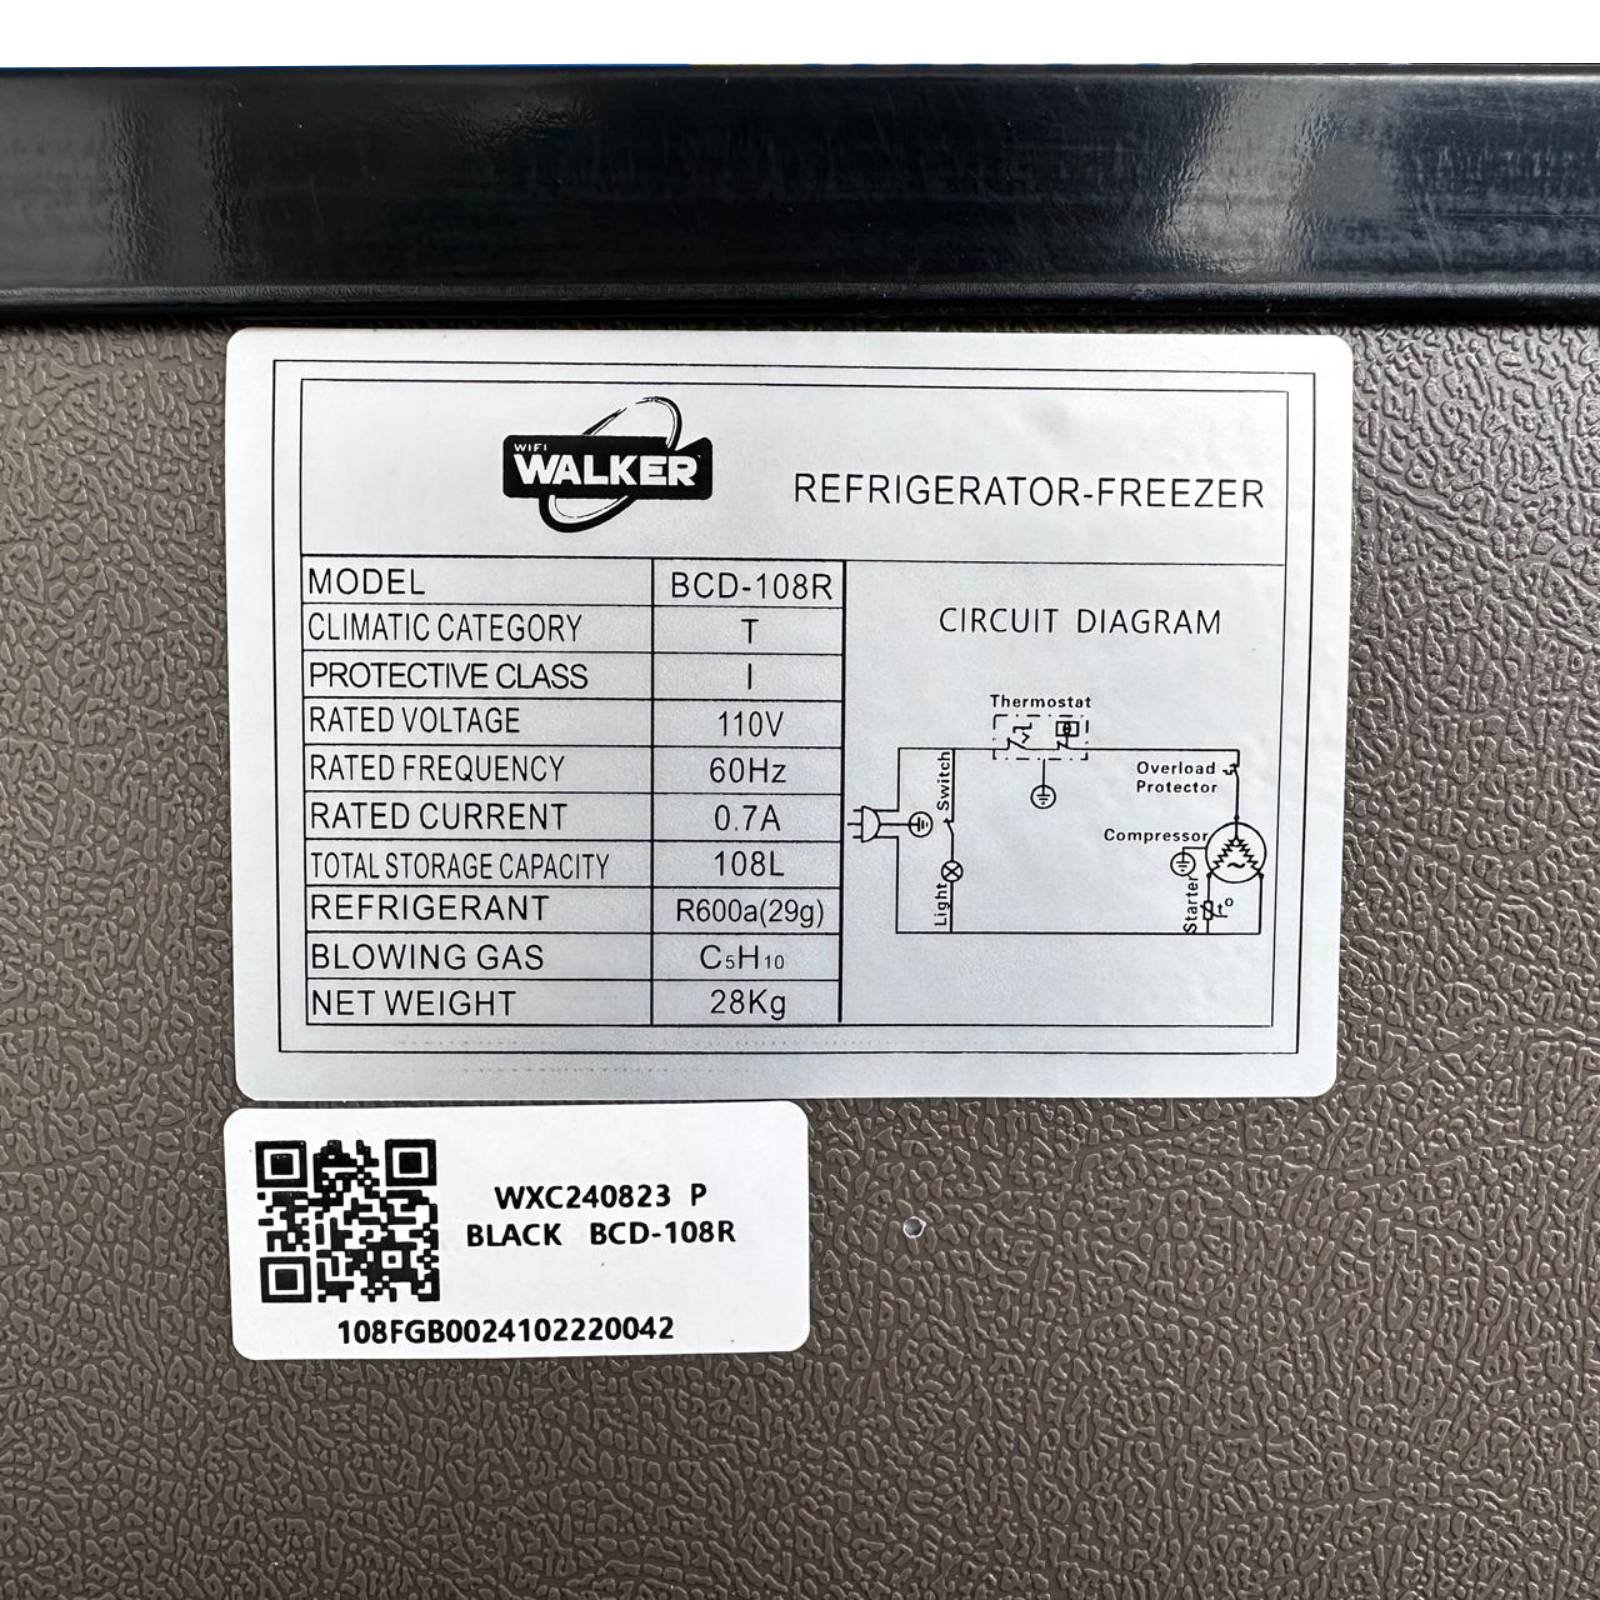 WIFI
WALKER
REFRIGERATOR-FREEZER
MODEL BCD-108R
CLIMATIC CATEGORY T
PROTECTIVE CLASS I
RATED VOLTAGE 110V
RATED FREQUENCY 60Hz
RATED CURRENT 0.7A
TOTAL STORAGE CAPACITY 108L
REFRIGERANT R600a(29g)
BLOWING GAS C5H10
NET WEIGHT 28Kg
CIRCUIT DIAGRAM
Thermostat
θ
Switch
Overload
Protector
Compressor
Light
Starter
t°
WXC240823 P
BLACK BCD-108R
108FGB0024102220042